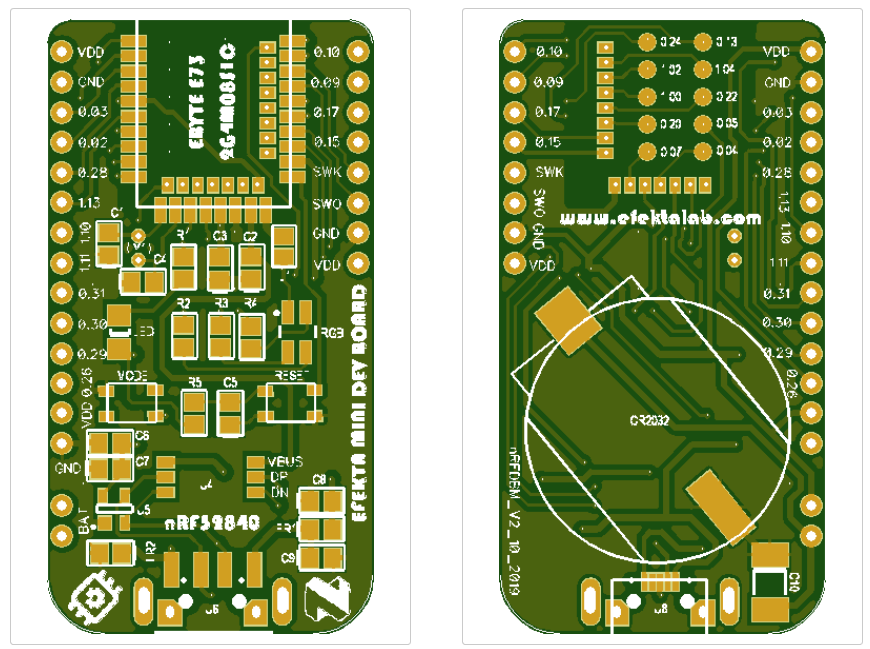 VDD
GND
0.03
0.02
0.28
1.13
1.10
1.11
0.31
0.30
0.29
0.26
VDD
GND
BAT
EBYTE E73
2G4M08S1C
0.10
0.09
0.17
0.15
SWK
SWO
GND
VDD
R1
C3
C2
C4
R2
R3
R4
LED
RGB
MODE
RESET
R5
C5
C6
C7
VBUS
DP
DN
C8
C9
nRF52840
EFEKTA MINI DEV BOARD
0.10
0.09
0.17
0.15
SWK
SWO GND
VDD
0.24
0.13
1.02
1.04
1.00
0.22
0.20
0.05
0.07
0.04
VDD
GND
0.03
0.02
0.28
1.13
1.10
1.11
0.31
0.30
0.29
0.26
www.efektalab.com
CR2032
nRFDBM_V2_10_2019
C10